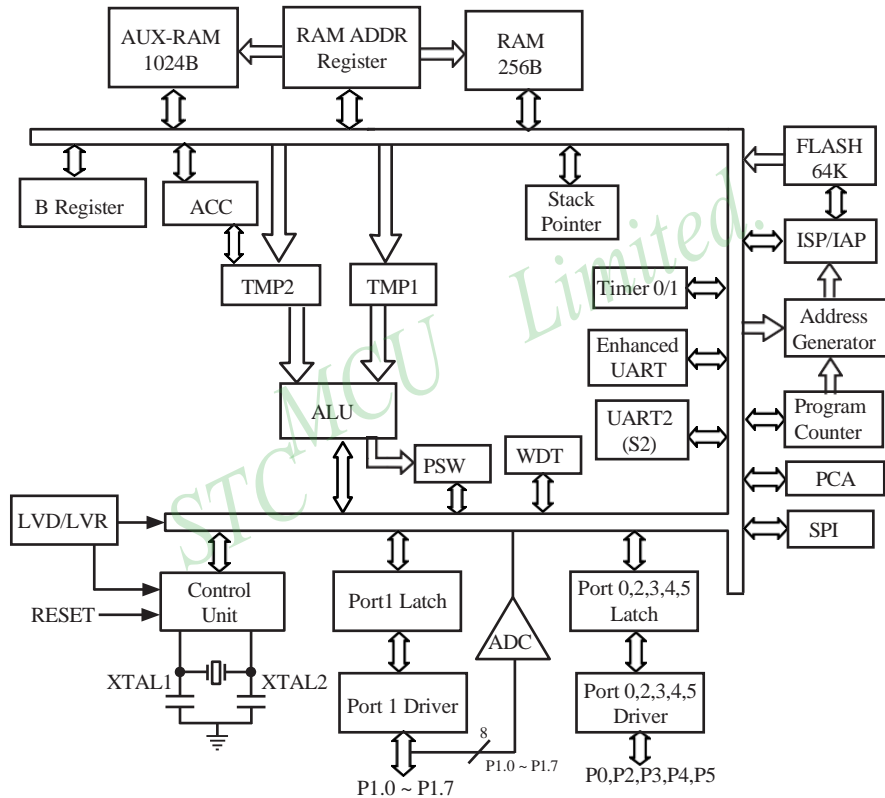 AUX-RAM
1024B
RAM ADDR
Register
RAM
256B
FLASH
64K
B Register
ACC
Stack
Pointer
ISP/IAP
TMP2
TMP1
Timer 0/1
Address
Generator
Enhanced
UART
ALU
UART2
(S2)
Program
Counter
PSW
WDT
PCA
LVD/LVR
SPI
Control
Unit
RESET
Port1 Latch
ADC
Port 0,2,3,4,5
Latch
XTAL1
XTAL2
Port 1 Driver
Port 0,2,3,4,5
Driver
8
P1.0 ~ P1.7
P1.0 ~ P1.7
P0,P2,P3,P4,P5
STC MCU Limited.